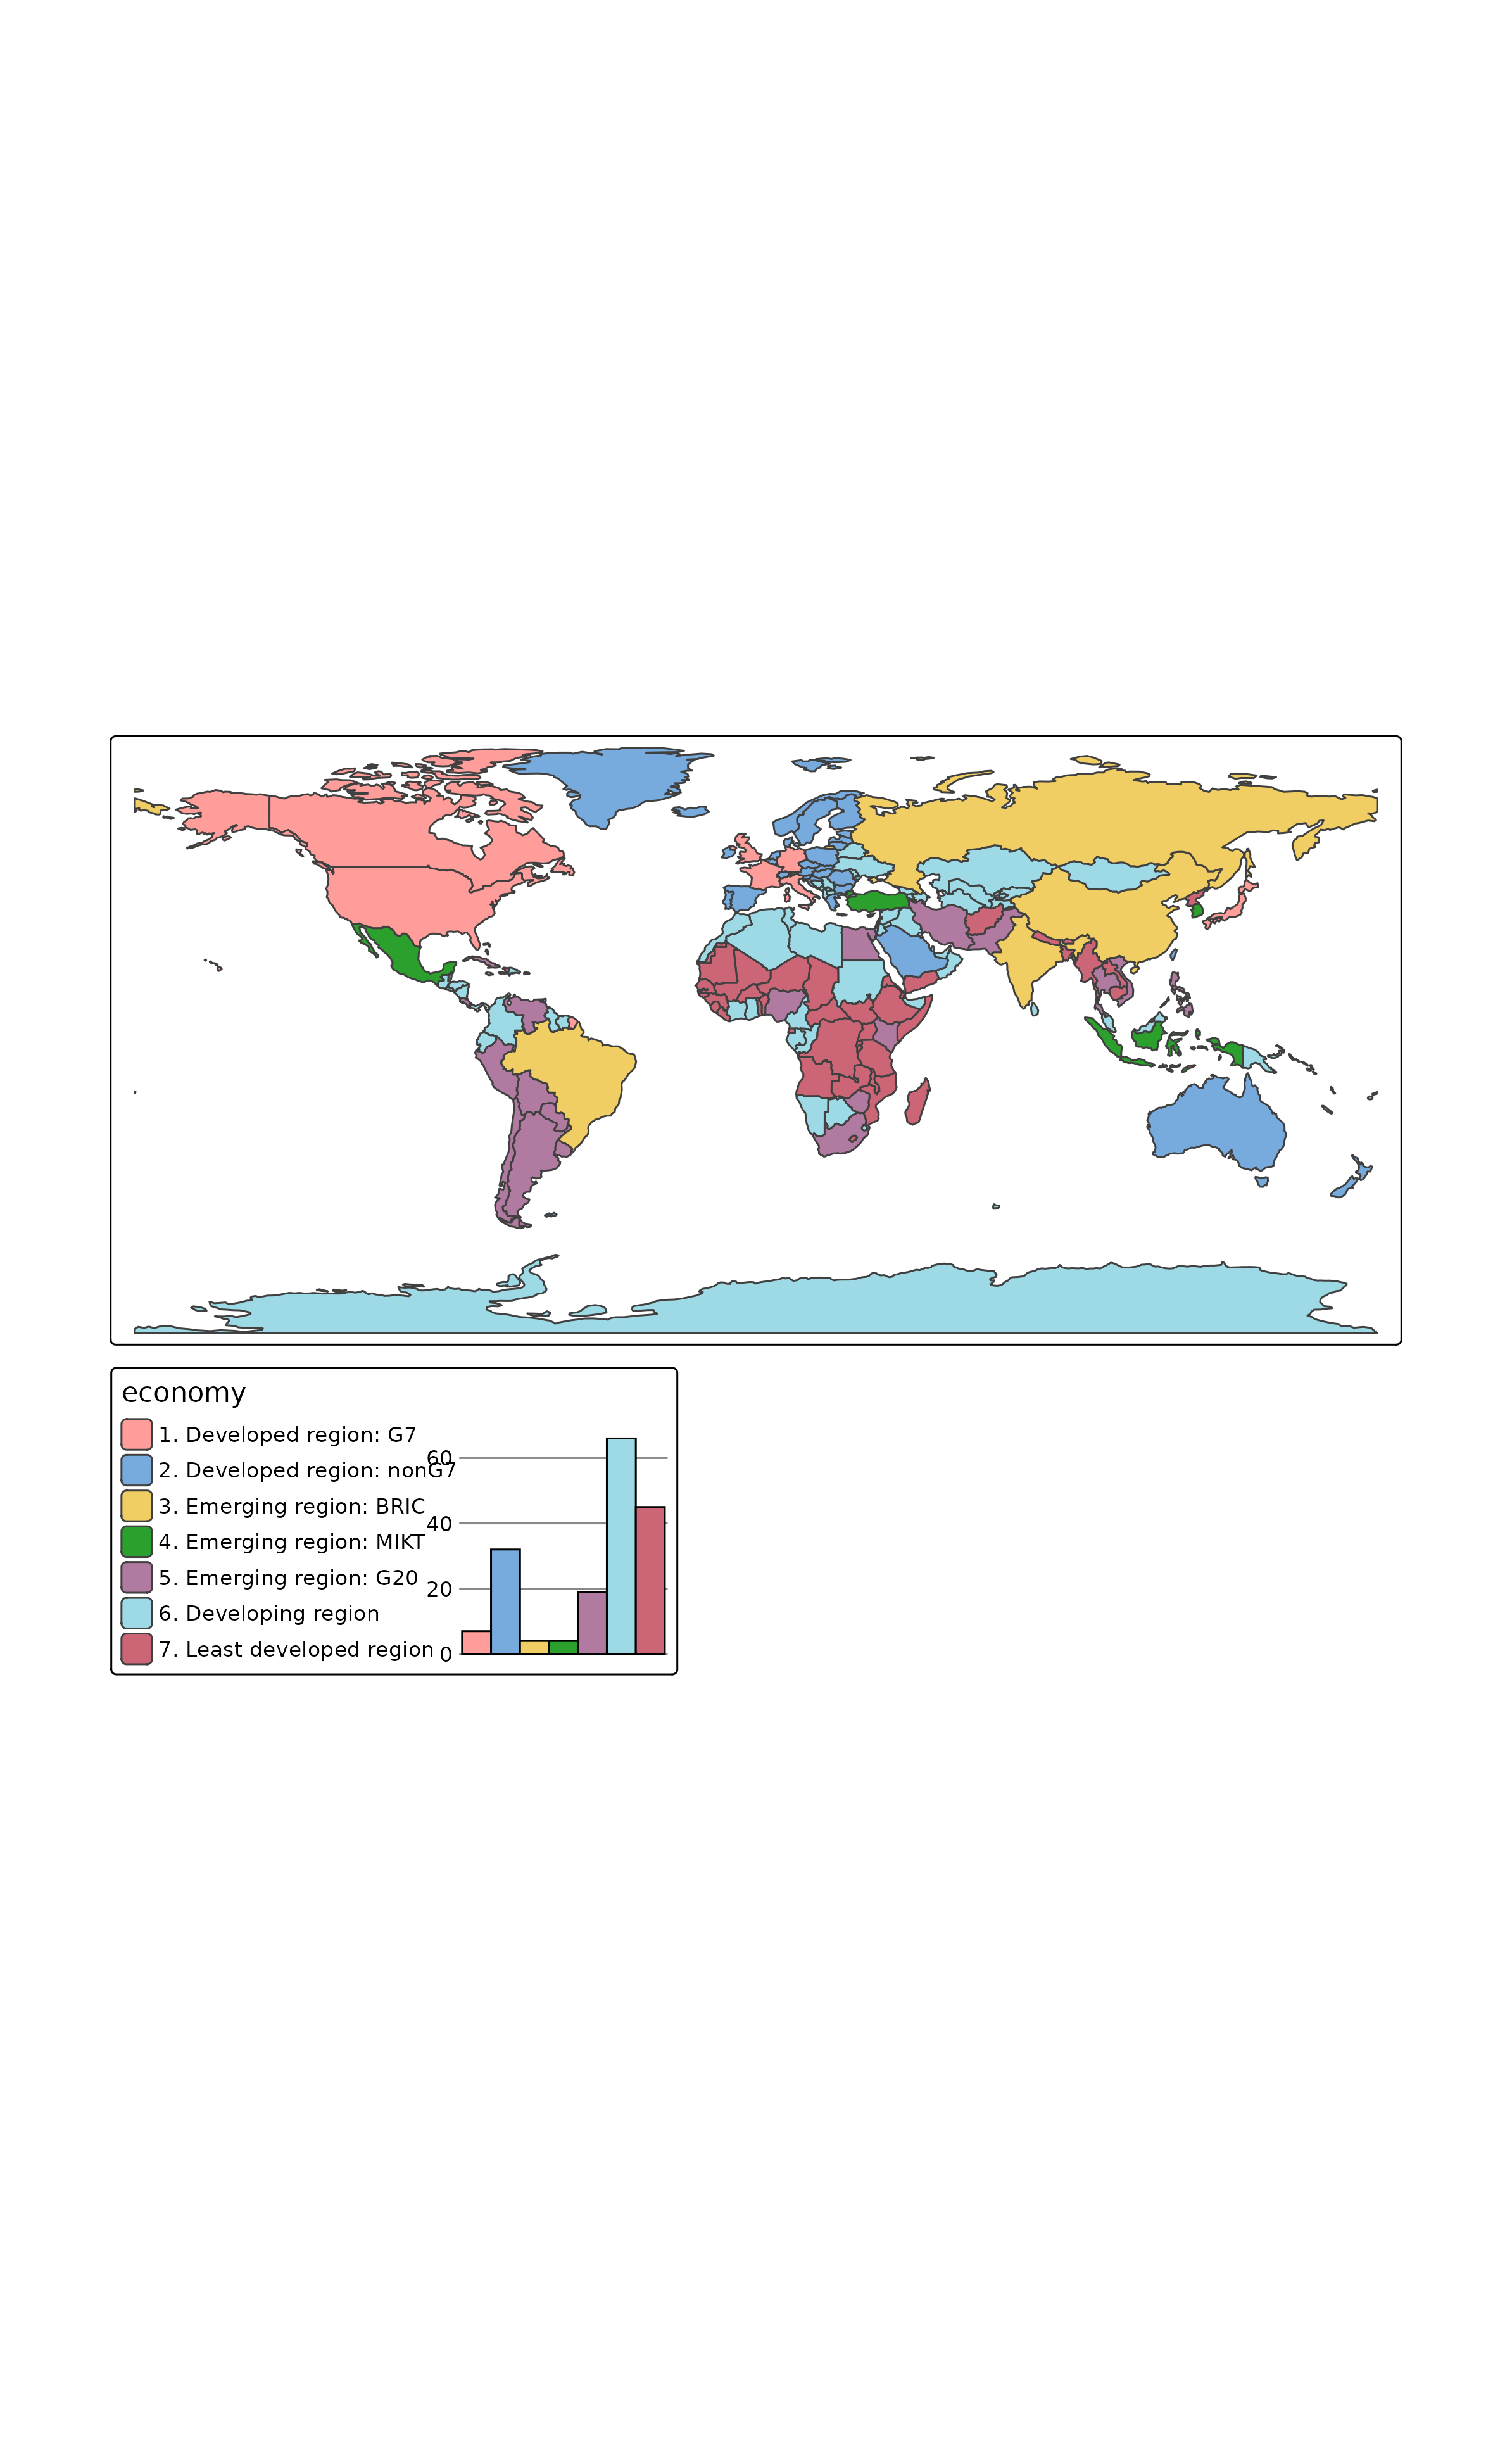 economy
1. Developed region: G7
2. Developed region: nonG7
3. Emerging region: BRIC
4. Emerging region: MIKT
5. Emerging region: G20
6. Developing region
7. Least developed region
60
40
20
0